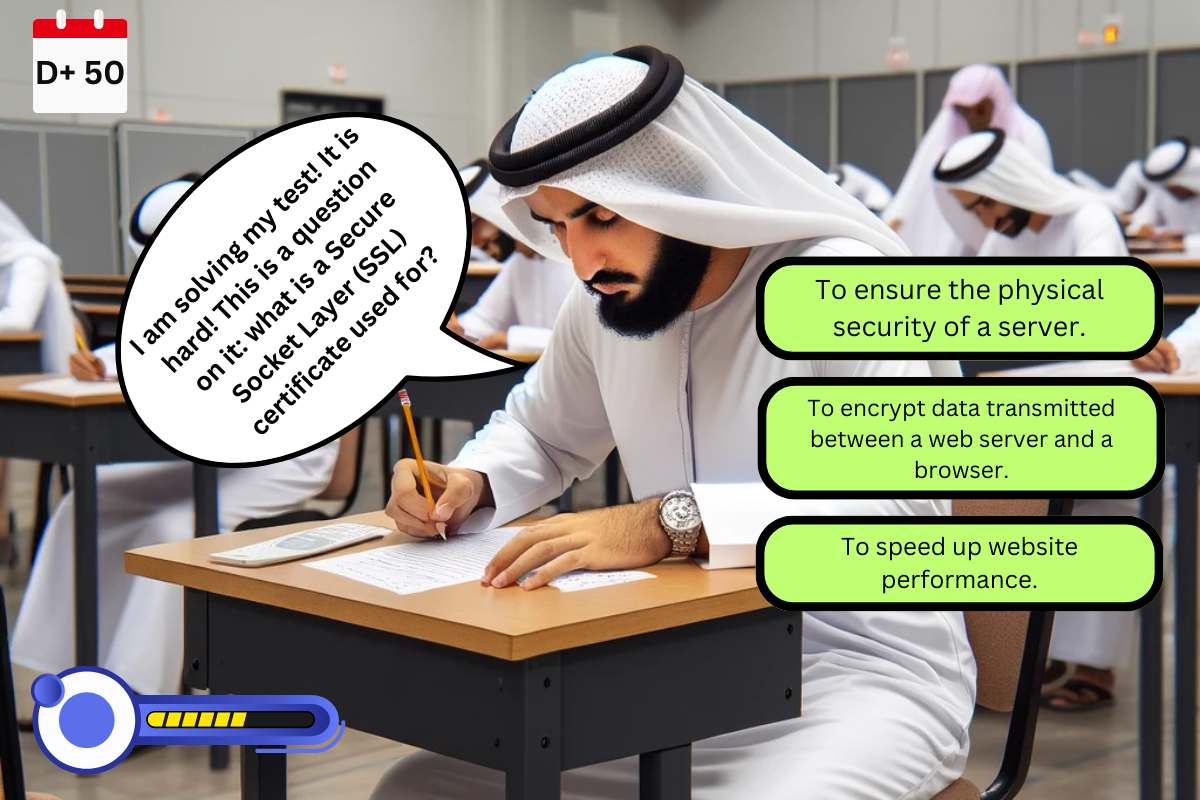 D+ 50
I am solving my test! It is
hard! This is a question
on it: what is a Secure
Socket Layer (SSL)
certificate used for?
To ensure the physical
security of a server.
To encrypt data transmitted
between a web server and a
browser.
To speed up website
performance.